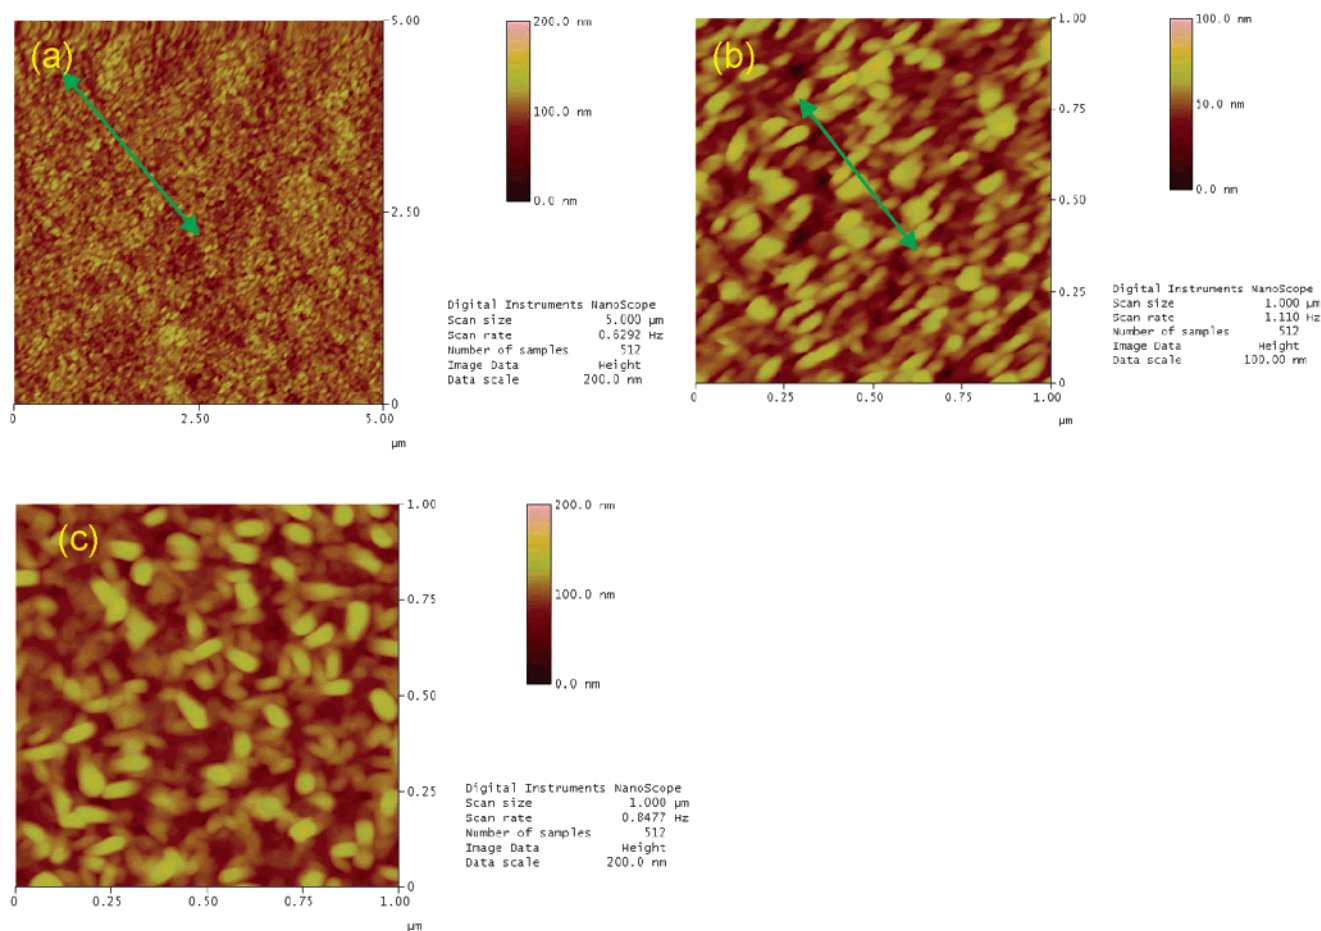 (a)
5.00
2.50
0
0
2.50
5.00
µm
200.0 nm
100.0 nm
0.0 nm
Digital Instruments NanoScope
Scan size 5.000 µm
Scan rate 0.6292 Hz
Number of samples 512
Image Data Height
Data scale 200.0 nm
(b)
1.00
0.75
0.50
0.25
0
0
0.25
0.50
0.75
1.00
µm
100.0 nm
50.0 nm
0.0 nm
Digital Instruments NanoScope
Scan size 1.000 µm
Scan rate 1.110 Hz
Number of samples 512
Image Data Height
Data scale 100.00 nm
(c)
1.00
0.75
0.50
0.25
0
0
0.25
0.50
0.75
1.00
µm
200.0 nm
100.0 nm
0.0 nm
Digital Instruments NanoScope
Scan size 1.000 µm
Scan rate 0.8477 Hz
Number of samples 512
Image Data Height
Data scale 200.0 nm